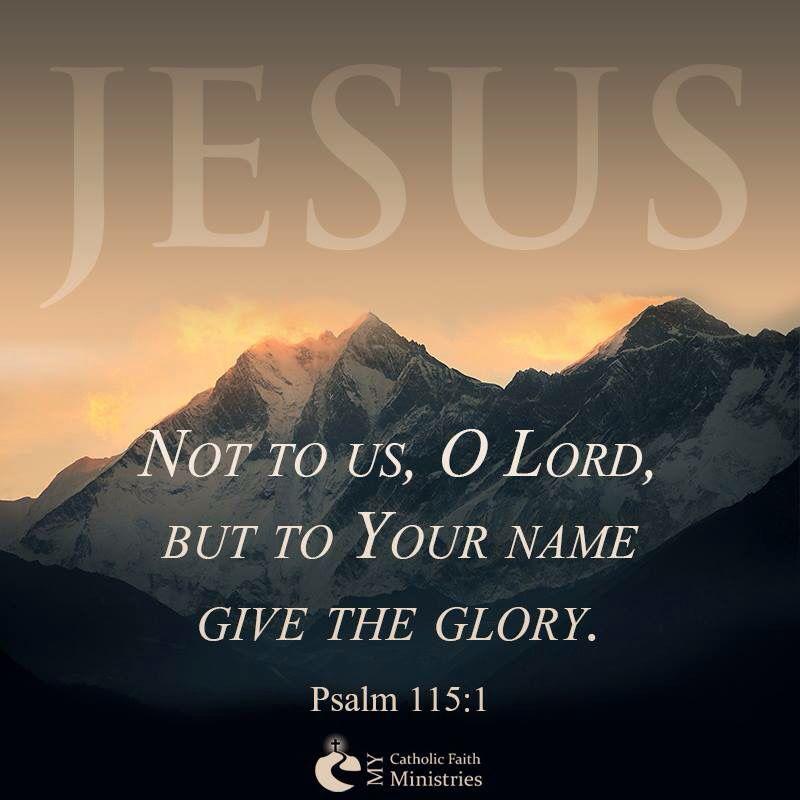 JESUS
NOT TO US, O LORD,
BUT TO YOUR NAME
GIVE THE GLORY.
Psalm 115:1
MY
Catholic Faith
Ministries